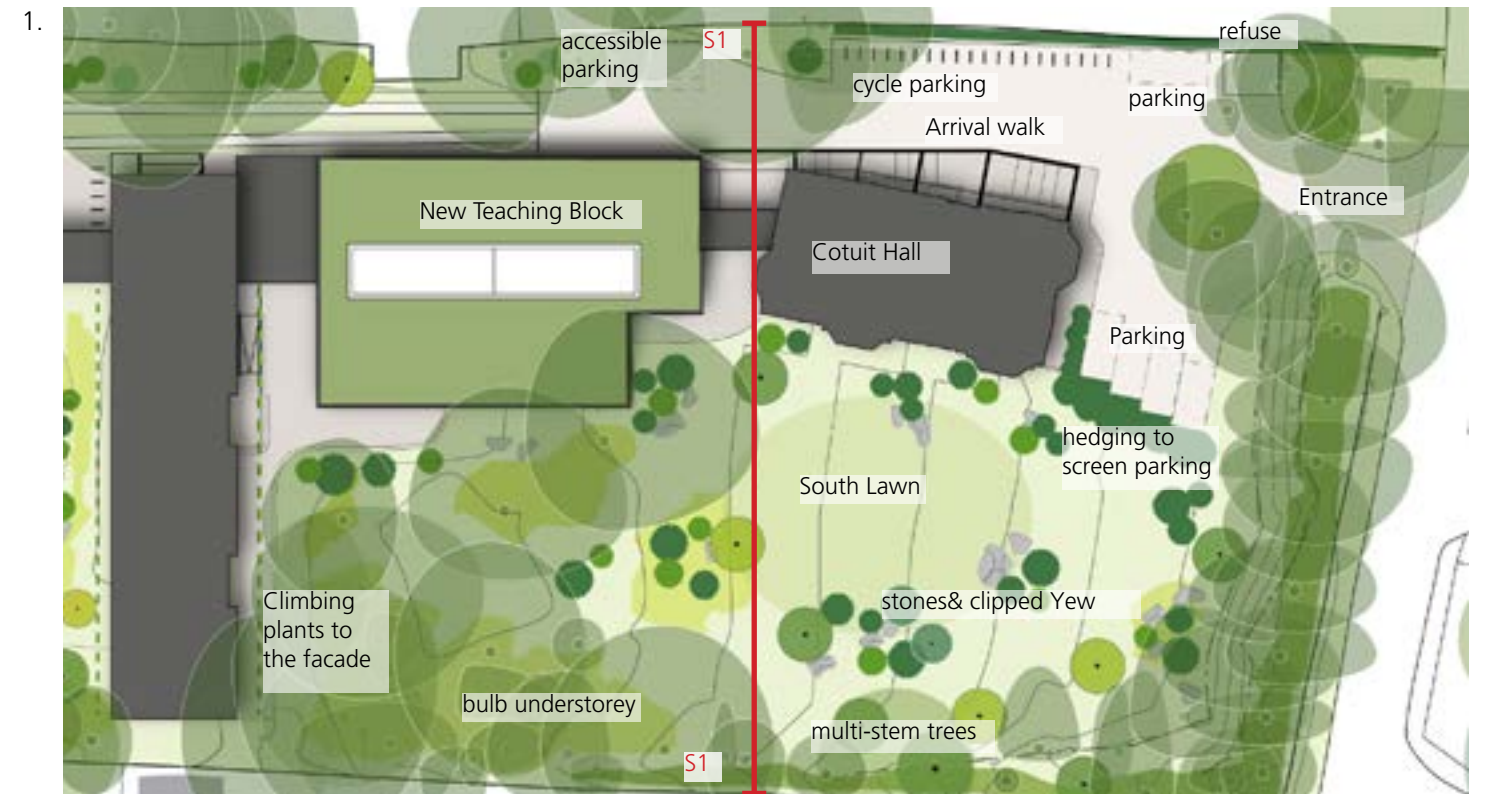 1.
refuse
accessible
parking
S1
cycle parking
parking
Arrival walk
Entrance
New Teaching Block
Cotuit Hall
Parking
hedging to
screen parking
South Lawn
Climbing
plants to
the facade
stones& clipped Yew
bulb understorey
multi-stem trees
S1